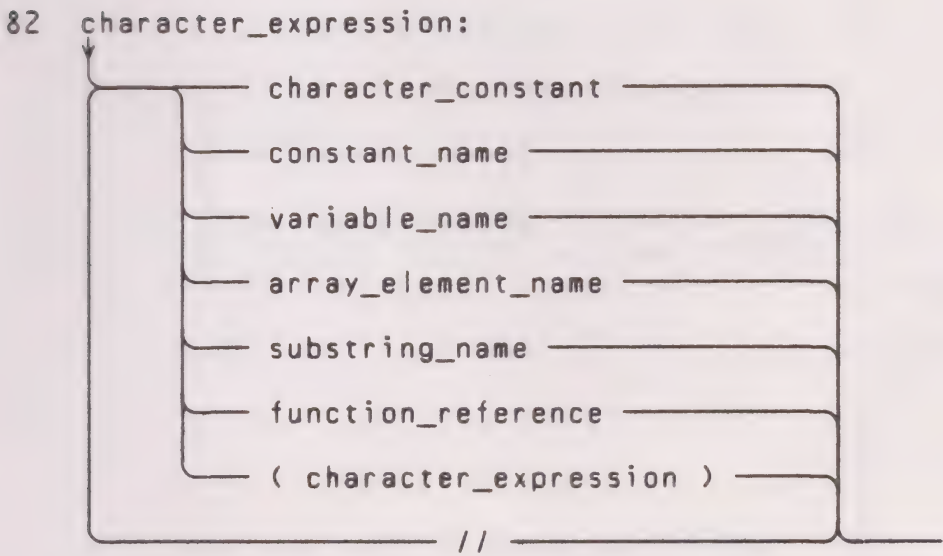 82 character_expression:
character_constant
constant_name
variable_name
array_element_name
substring_name
function_reference
( character_expression )
//